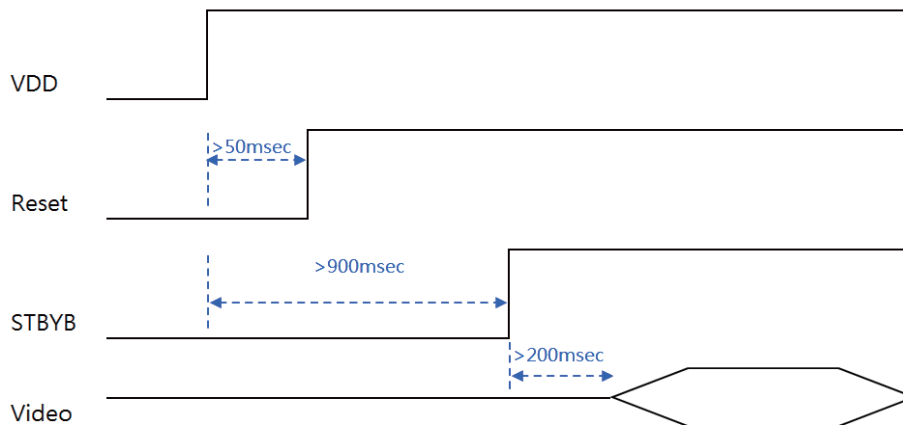 VDD
>50msec
Reset
>900msec
STBYB
>200msec
Video